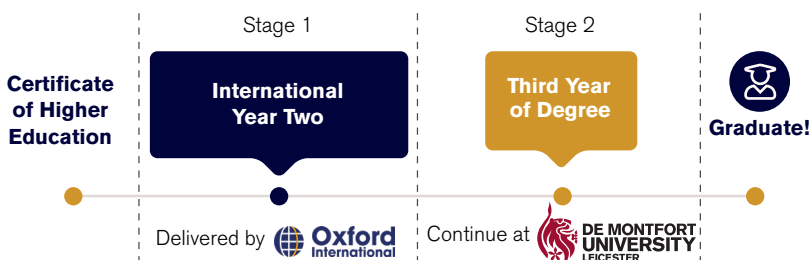 Stage 1
Stage 2
Certificate
of Higher
Education
International
Year Two
Third Year
of Degree
Graduate!
Delivered by
Oxford
International
Continue at
DE MONTFORT
UNIVERSITY
LEICESTER